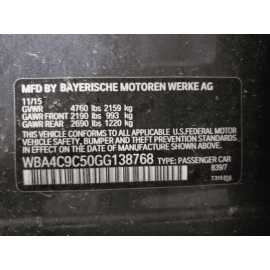 MFD BY BAYERISCHE MOTOREN WERKE AG
11/15
GVWR 4760 lbs 2159 kg
GAWR FRONT 2190 lbs 993 kg
GAWR REAR 2690 lbs 1220 kg
THIS VEHICLE CONFORMS TO ALL APPLICABLE
U.S. FEDERAL MOTOR VEHICLE SAFETY, BUMPER, AND
THEFT PREVENTION STANDARDS IN EFFECT ON THE DATE OF
MANUFACTURE SHOWN ABOVE.
WBA4C9C50GG138768 TYPE: PASSENGER CAR
B39/7